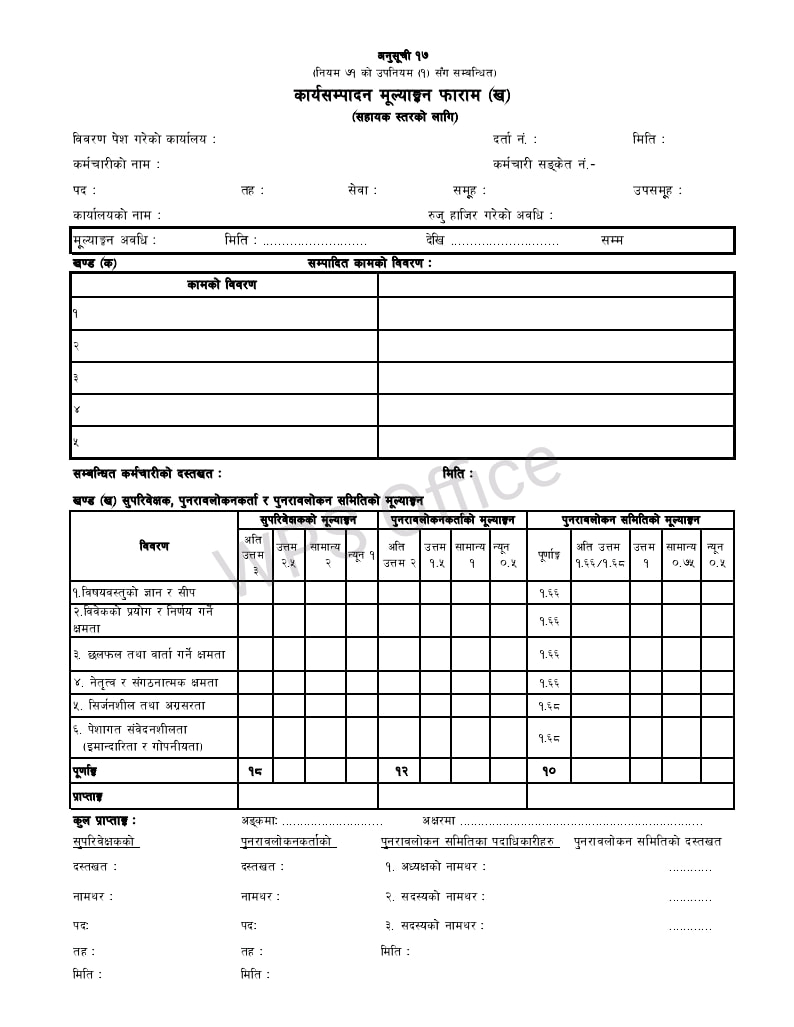 अनुसूची १७
(नियम ७१ को उपनियम (१) सँग सम्बन्धित)
कार्यसम्पादन मूल्याङ्कन फाराम (ख)
(सहायक स्तरको लागि)
विवरण पेश गरेको कार्यालय : दर्ता नं. : मिति :
कर्मचारीको नाम : कर्मचारी सङ्केत नं.-
पद : तह : सेवा : समूह : उपसमूह :
कार्यालयको नाम : रुजु हाजिर गरेको अवधि :
मूल्याङ्कन अवधि : मिति : ........................... देखि ............................ सम्म
खण्ड (क) सम्पादित कामको विवरण :
कामको विवरण
१
२
३
४
५
सम्बन्धित कर्मचारीको दस्तखत : मिति :
खण्ड (ख) सुपरिवेक्षक, पुनरावलोकनकर्ता र पुनरावलोकन समितिको मूल्याङ्कन
विवरण सुपरिवेक्षकको मूल्याङ्कन पुनरावलोकनकर्ताको मूल्याङ्कन पुनरावलोकन समितिको मूल्याङ्कन
अति उत्तम ३ उत्तम २.५ सामान्य २ न्यून १ अति उत्तम २ उत्तम १.५ सामान्य १ न्यून ०.५ पूर्णाङ्क अति उत्तम १.६६/१.६८ उत्तम १ सामान्य ०.७५ न्यून ०.५
१.विषयवस्तुको ज्ञान र सीप १.६६
२.विवेकको प्रयोग र निर्णय गर्ने क्षमता १.६६
३. छलफल तथा वार्ता गर्ने क्षमता १.६६
४. नेतृत्व र संगठनात्मक क्षमता १.६६
५. सिर्जनशील तथा अग्रसरता १.६८
६. पेशागत संवेदनशीलता (इमान्दारिता र गोपनीयता) १.६८
पूर्णाङ्क १८ १२ १०
प्राप्ताङ्क
कुल प्राप्ताङ्क : अङ्कमाः ............................ अक्षरमा ...................................................................
सुपरिवेक्षकको पुनरावलोकनकर्ताको पुनरावलोकन समितिका पदाधिकारीहरु पुनरावलोकन समितिको दस्तखत
दस्तखत : दस्तखत : १. अध्यक्षको नामथर : ............
नामथर : नामथर : २. सदस्यको नामथर : ............
पदः पदः ३. सदस्यको नामथर : ............
तह : तह : मिति :
मिति : मिति :
WPS Office